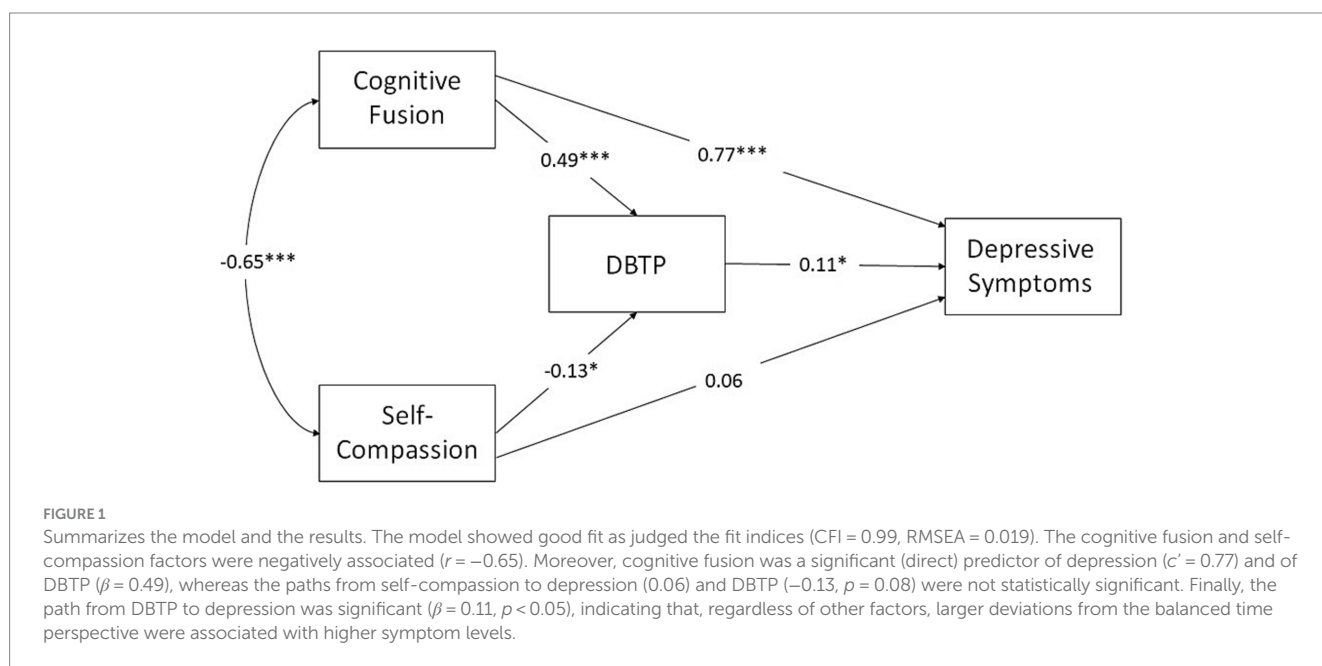 Cognitive
Fusion
0.77***
0.49***
DBTP
Depressive
Symptoms
-0.65***
0.11*
-0.13*
0.06
Self-
Compassion
FIGURE 1
Summarizes the model and the results. The model showed good fit as judged the fit indices (CFI = 0.99, RMSEA = 0.019). The cognitive fusion and self-
compassion factors were negatively associated (r = −0.65). Moreover, cognitive fusion was a significant (direct) predictor of depression (c’ = 0.77) and of
DBTP (β = 0.49), whereas the paths from self-compassion to depression (0.06) and DBTP (−0.13, p = 0.08) were not statistically significant. Finally, the
path from DBTP to depression was significant (β = 0.11, p < 0.05), indicating that, regardless of other factors, larger deviations from the balanced time
perspective were associated with higher symptom levels.